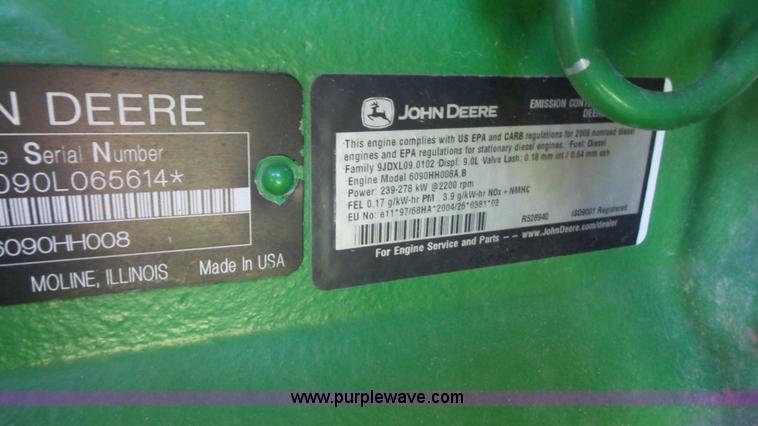 N DEERE
e Serial Number
090L065614*
6090HH008
MOLINE, ILLINOIS Made In USA
JOHN DEERE
EMISSION CONT
DEER
This engine complies with US EPA and CARB regulations for 2009 nonroad diesel
engines and EPA regulations for stationary diesel engines. Fuel: Diesel
Family 9JDXL09.0102 Displ. 9.0L Valve Lash: 0.18 mm int / 0.64 mm exh
Engine Model 6090HH008A,B
Power: 239-278 kW @2200 rpm
FEL 0.17 g/kW-hr PM 3.9 g/kW-hr NOx + NMHC
EU No: e11*97/68HA*2004/26*0381*02
R526940 ISO9001 Registered
For Engine Service and Parts -- www.JohnDeere.com/dealer
www.purplewave.com